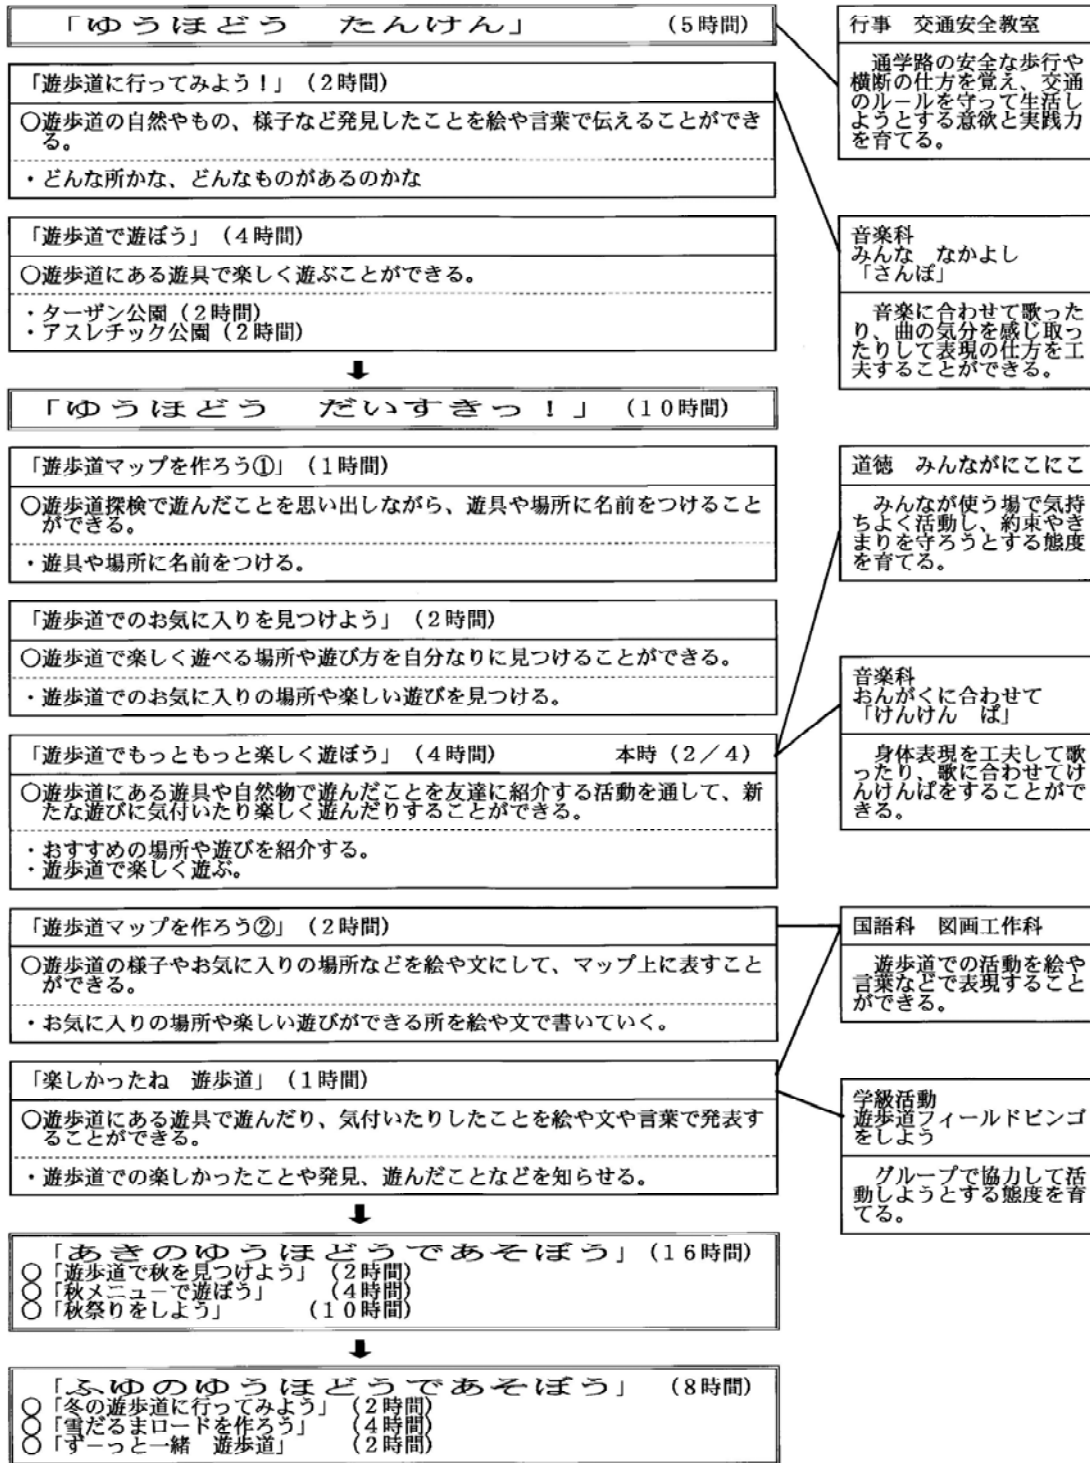 「ゆうほどう　たんけん」　（５時間）
「遊歩道に行ってみよう！」（２時間）
○遊歩道の自然やもの、様子など発見したことを絵や言葉で伝えることができ
る。
・どんな所かな、どんなものがあるのかな
「遊歩道で遊ぼう」（４時間）
○遊歩道にある遊具で楽しく遊ぶことができる。
・ターザン公園（２時間）
・アスレチック公園（２時間）
「ゆうほどう　だいすきっ！」（１０時間）
「遊歩道マップを作ろう①」（１時間）
○遊歩道探検で遊んだことを思い出しながら、遊具や場所に名前をつけること
ができる。
・遊具や場所に名前をつける。
「遊歩道でのお気に入りを見つけよう」（２時間）
○遊歩道で楽しく遊べる場所や遊び方を自分なりに見つけることができる。
・遊歩道でのお気に入りの場所や楽しい遊びを見つける。
「遊歩道でもっともっと楽しく遊ぼう」（４時間）　本時（２／４）
○遊歩道にある遊具や自然物で遊んだことを友達に紹介する活動を通して、新
たな遊びに気付いたり楽しく遊んだりすることができる。
・おすすめの場所や遊びを紹介する。
・遊歩道で楽しく遊ぶ。
「遊歩道マップを作ろう②」（２時間）
○遊歩道の様子やお気に入りの場所などを絵や文にして、マップ上に表すこと
ができる。
・お気に入りの場所や楽しい遊びができる所を絵や文で書いていく。
「楽しかったね　遊歩道」（１時間）
○遊歩道にある遊具で遊んだり、気付いたりしたことを絵や文や言葉で発表す
ることができる。
・遊歩道での楽しかったことや発見、遊んだことなどを知らせる。
「あきのゆうほどうであそぼう」（１６時間）
○「遊歩道で秋を見つけよう」（２時間）
○「秋メニューで遊ぼう」　（４時間）
○「秋祭りをしよう」　（１０時間）
「ふゆのゆうほどうであそぼう」　（８時間）
○「冬の遊歩道に行ってみよう」（２時間）
○「雪だるまロードを作ろう」　（４時間）
○「ずーっと一緒　遊歩道」　（２時間）
行事　交通安全教室
通学路の安全な歩行や
横断の仕方を覚え、交通
のルールを守って生活し
ようとする意欲と実践力
を育てる。
音楽科
みんな　なかよし
「さんぽ」
音楽に合わせて歌った
り、曲の気分を感じ取っ
たりして表現の仕方を工
夫することができる。
道徳　みんながにこにこ
みんなが使う場で気持
ちよく活動し、約束やき
まりを守ろうとする態度
を育てる。
音楽科
おんがくに合わせて
「けんけん　ぱ」
身体表現を工夫して歌
ったり、歌に合わせてけ
んけんぱをすることがで
きる。
国語科　図画工作科
遊歩道での活動を絵や
言葉などで表現すること
ができる。
学級活動
遊歩道フィールドビンゴ
をしよう
グループで協力して活
動しようとする態度を育
てる。